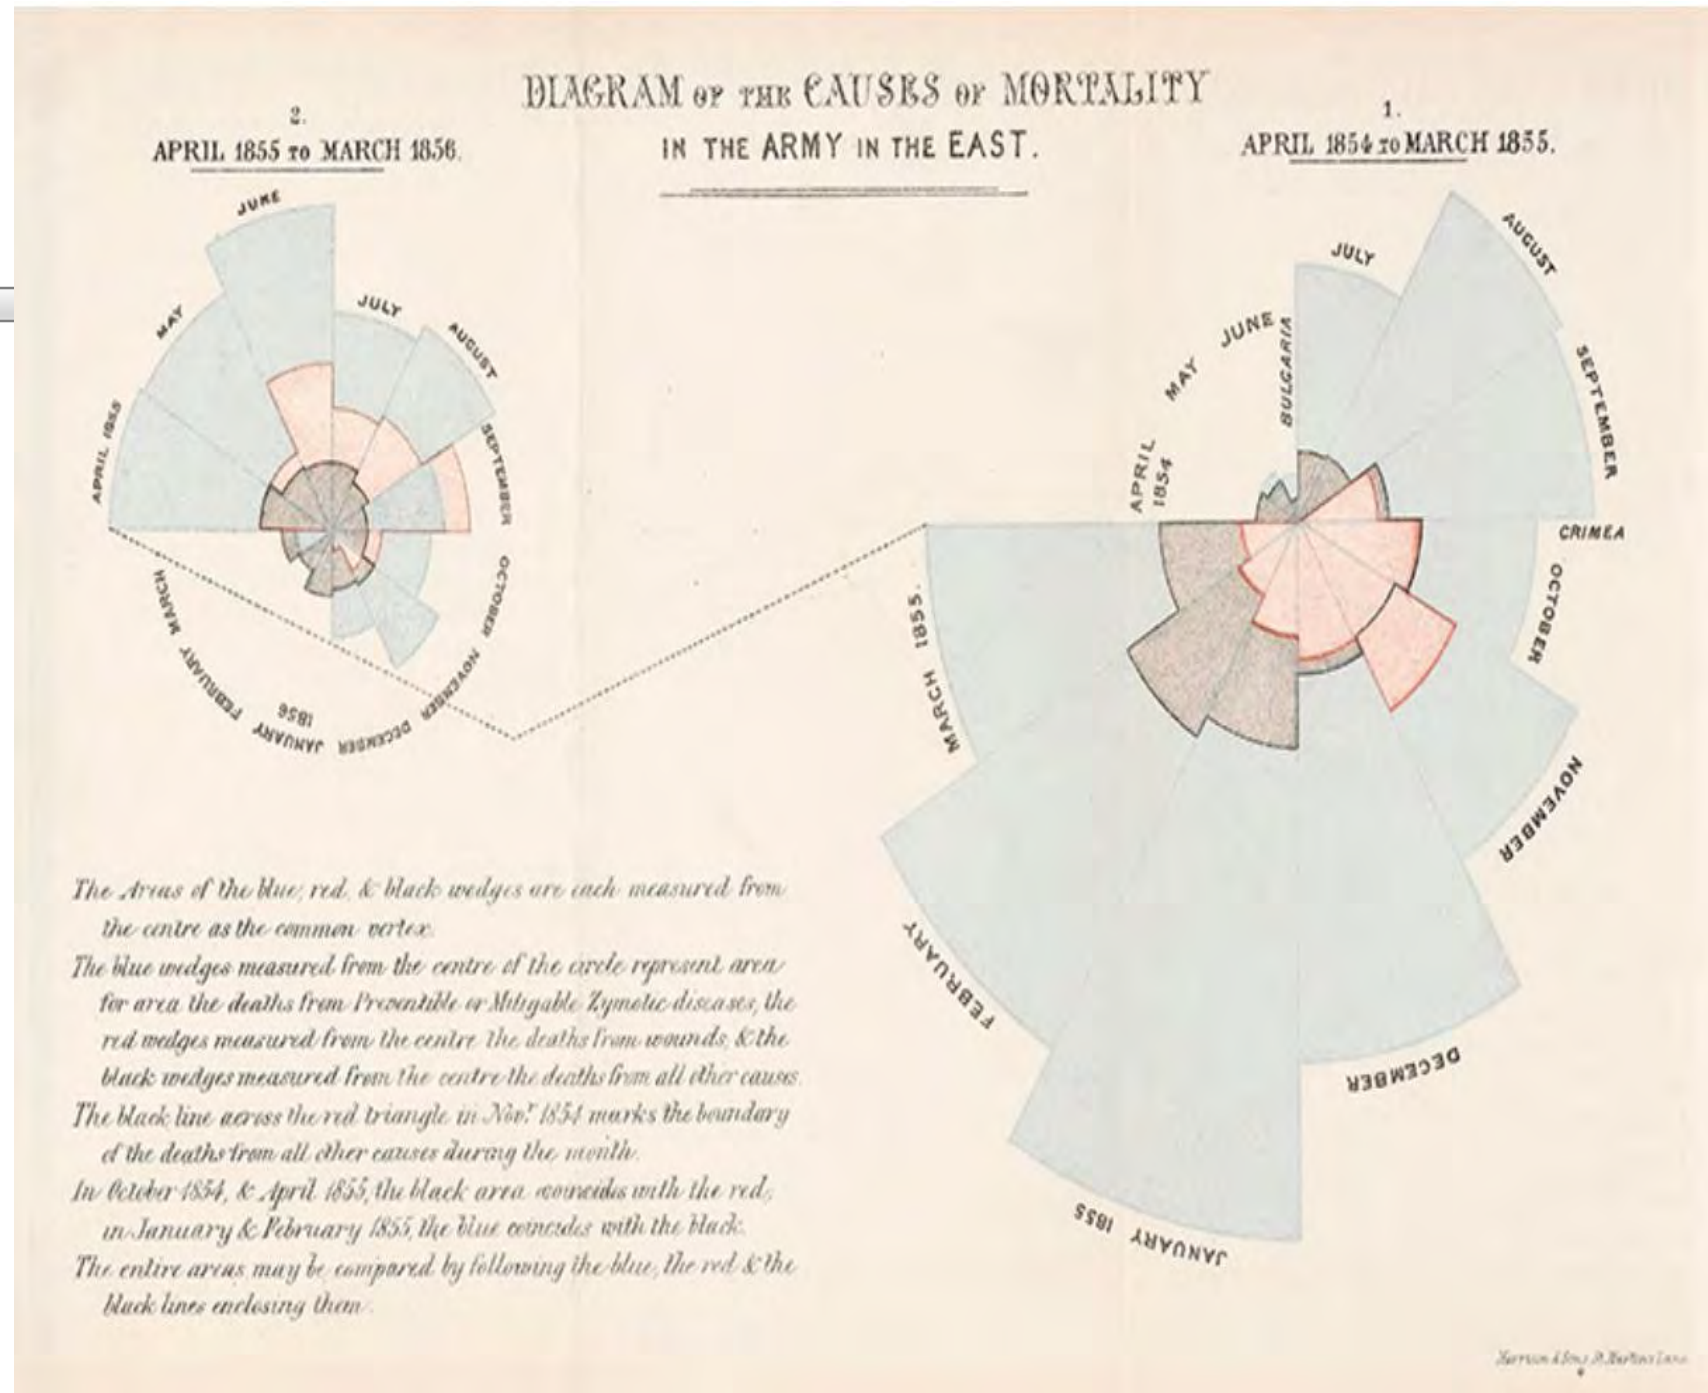 DIAGRAM OF THE CAUSES OF MORTALITY
IN THE ARMY IN THE EAST.
2.
APRIL 1855 TO MARCH 1856.
1.
APRIL 1854 TO MARCH 1855.
JUNE
JULY
MAY
AUGUST
APRIL 1855
SEPTEMBER
OCTOBER
NOVEMBER
DECEMBER
JANUARY
1856
FEBRUARY
MARCH
JULY
AUGUST
JUNE
BULGARIA
MAY
SEPTEMBER
APRIL
1854
CRIMEA
OCTOBER
MARCH 1855.
NOVEMBER
FEBRUARY
DECEMBER
JANUARY 1855
The Areas of the blue, red, & black wedges are each measured from
the centre as the common vertex.
The blue wedges measured from the centre of the circle represent area
for area the deaths from Preventible or Mitigable Zymotic diseases, the
red wedges measured from the centre the deaths from wounds, & the
black wedges measured from the centre the deaths from all other causes.
The black line across the red triangle in Novr. 1854 marks the boundary
of the deaths from all other causes during the month.
In October 1854, & April 1855, the black area coincides with the red,
in January & February 1855, the blue coincides with the black.
The entire areas may be compared by following the blue, the red & the
black lines enclosing them.
Harrison & Sons St. Martins Lane